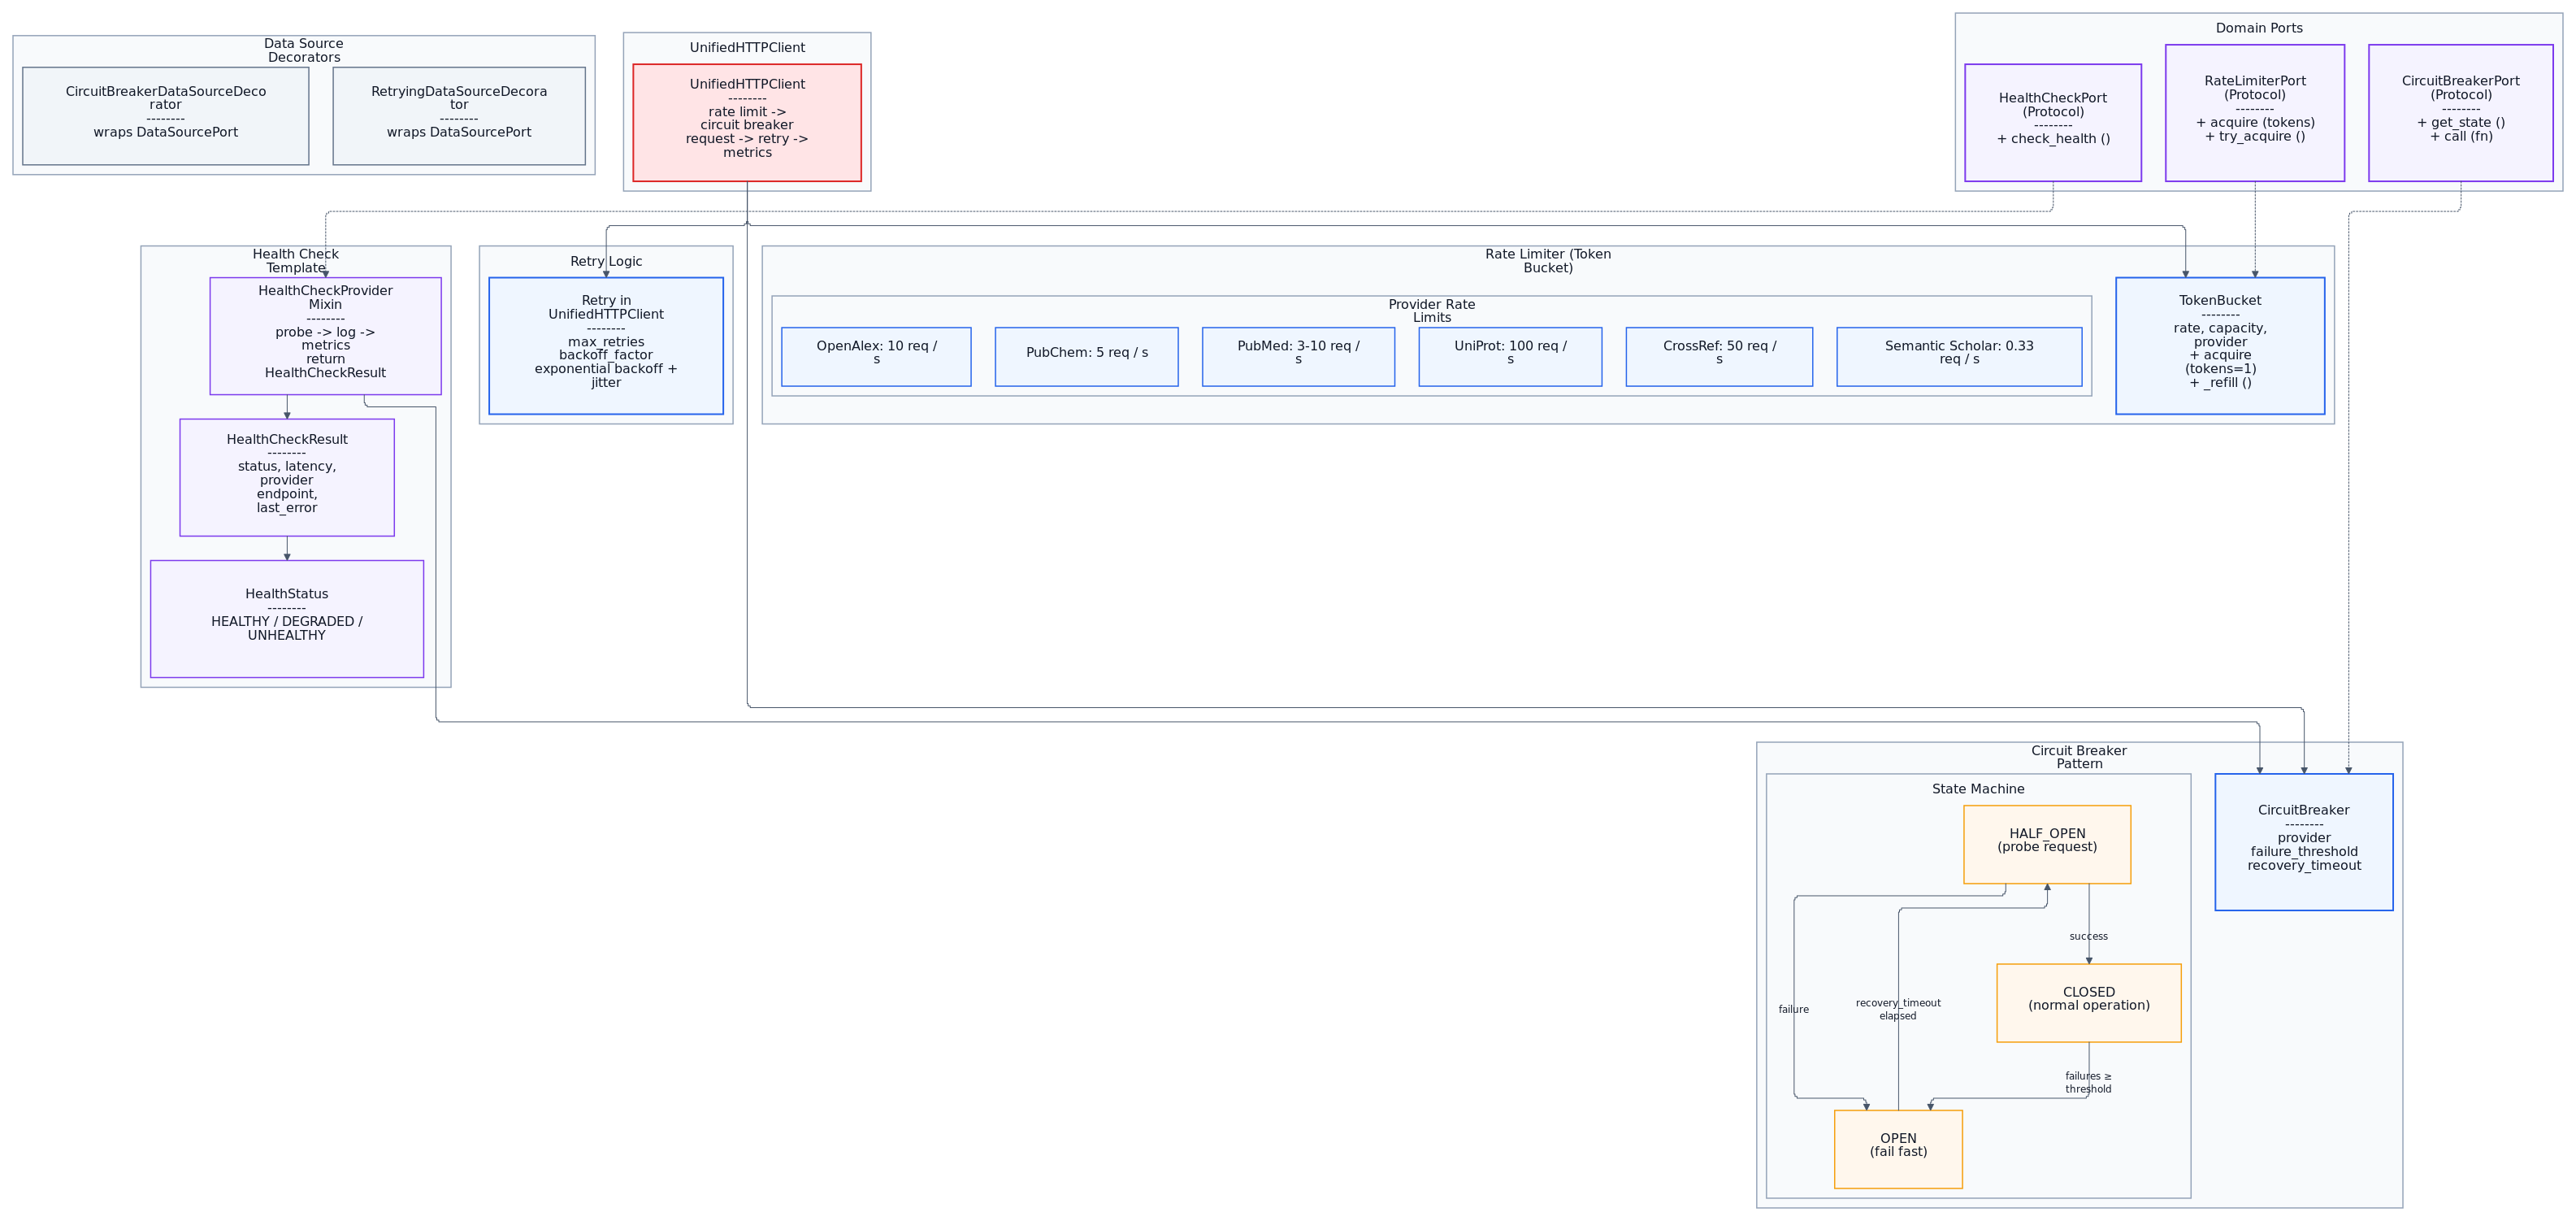 Data Source
Decorators
CircuitBreakerDataSourceDeco
rator
--------
wraps DataSourcePort
RetryingDataSourceDecora
tor
--------
wraps DataSourcePort
UnifiedHTTPClient
UnifiedHTTPClient
--------
rate limit ->
circuit breaker
request -> retry ->
metrics
Domain Ports
HealthCheckPort
(Protocol)
--------
+ check_health ()
RateLimiterPort
(Protocol)
--------
+ acquire (tokens)
+ try_acquire ()
CircuitBreakerPort
(Protocol)
--------
+ get_state ()
+ call (fn)
Health Check
Template
HealthCheckProvider
Mixin
--------
probe -> log ->
metrics
return
HealthCheckResult
HealthCheckResult
--------
status, latency,
provider
endpoint,
last_error
HealthStatus
--------
HEALTHY / DEGRADED /
UNHEALTHY
Retry Logic
Retry in
UnifiedHTTPClient
--------
max_retries
backoff_factor
exponential backoff +
jitter
Rate Limiter (Token
Bucket)
Provider Rate
Limits
OpenAlex: 10 req /
s
PubChem: 5 req / s
PubMed: 3-10 req /
s
UniProt: 100 req /
s
CrossRef: 50 req /
s
Semantic Scholar: 0.33
req / s
TokenBucket
--------
rate, capacity,
provider
+ acquire
(tokens=1)
+ _refill ()
Circuit Breaker
Pattern
State Machine
HALF_OPEN
(probe request)
success
CLOSED
(normal operation)
failure
recovery_timeout
elapsed
failures ≥
threshold
OPEN
(fail fast)
CircuitBreaker
--------
provider
failure_threshold
recovery_timeout